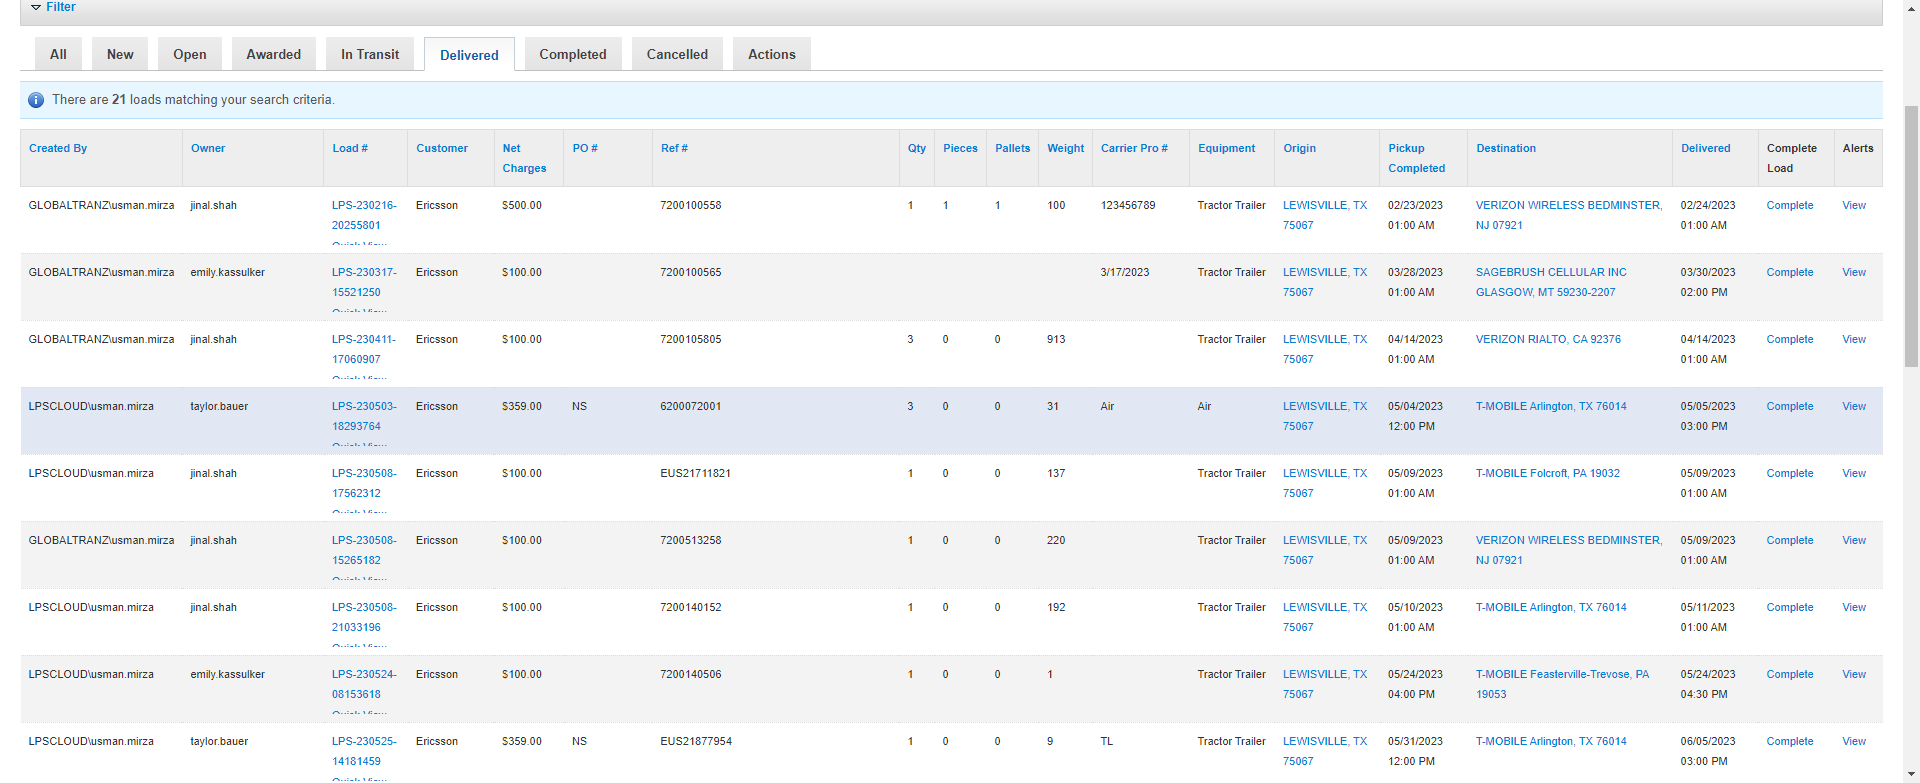 Filter
All New Open Awarded In Transit Delivered Completed Cancelled Actions
There are 21 loads matching your search criteria.
Created By Owner Load # Customer Net Charges PO # Ref # Qty Pieces Pallets Weight Carrier Pro # Equipment Origin Pickup Completed Destination Delivered Complete Load Alerts
GLOBALTRANZ\usman.mirza jinal.shah LPS-230216- Ericsson $500.00 7200100558 1 1 1 100 123456789 Tractor Trailer LEWISVILLE, TX 02/23/2023 VERIZON WIRELESS BEDMINSTER, 02/24/2023 Complete View
20255801 75067 01:00 AM NJ 07921 01:00 AM
Quick View
GLOBALTRANZ\usman.mirza emily.kassulker LPS-230317- Ericsson $100.00 7200100565 3/17/2023 Tractor Trailer LEWISVILLE, TX 03/28/2023 SAGEBRUSH CELLULAR INC 03/30/2023 Complete View
15521250 75067 01:00 AM GLASGOW, MT 59230-2207 02:00 PM
Quick View
GLOBALTRANZ\usman.mirza jinal.shah LPS-230411- Ericsson $100.00 7200105805 3 0 0 913 Tractor Trailer LEWISVILLE, TX 04/14/2023 VERIZON RIALTO, CA 92376 04/14/2023 Complete View
17060907 75067 01:00 AM 01:00 AM
Quick View
LPSCLOUD\usman.mirza taylor.bauer LPS-230503- Ericsson $359.00 NS 6200072001 3 0 0 31 Air Air LEWISVILLE, TX 05/04/2023 T-MOBILE Arlington, TX 76014 05/05/2023 Complete View
18293764 75067 12:00 PM 03:00 PM
Quick View
LPSCLOUD\usman.mirza jinal.shah LPS-230508- Ericsson $100.00 EUS21711821 1 0 0 137 Tractor Trailer LEWISVILLE, TX 05/09/2023 T-MOBILE Folcroft, PA 19032 05/09/2023 Complete View
17562312 75067 01:00 AM 01:00 AM
Quick View
GLOBALTRANZ\usman.mirza jinal.shah LPS-230508- Ericsson $100.00 7200513258 1 0 0 220 Tractor Trailer LEWISVILLE, TX 05/09/2023 VERIZON WIRELESS BEDMINSTER, 05/09/2023 Complete View
15265182 75067 01:00 AM NJ 07921 01:00 AM
Quick View
LPSCLOUD\usman.mirza jinal.shah LPS-230508- Ericsson $100.00 7200140152 1 0 0 192 Tractor Trailer LEWISVILLE, TX 05/10/2023 T-MOBILE Arlington, TX 76014 05/11/2023 Complete View
21033196 75067 01:00 AM 01:00 AM
Quick View
LPSCLOUD\usman.mirza emily.kassulker LPS-230524- Ericsson $100.00 7200140506 1 0 0 1 Tractor Trailer LEWISVILLE, TX 05/24/2023 T-MOBILE Feasterville-Trevose, PA 05/24/2023 Complete View
08153618 75067 04:00 PM 19053 04:30 PM
Quick View
LPSCLOUD\usman.mirza taylor.bauer LPS-230525- Ericsson $359.00 NS EUS21877954 1 0 0 9 TL Tractor Trailer LEWISVILLE, TX 05/31/2023 T-MOBILE Arlington, TX 76014 06/05/2023 Complete View
14181459 75067 12:00 PM 03:00 PM
Quick View